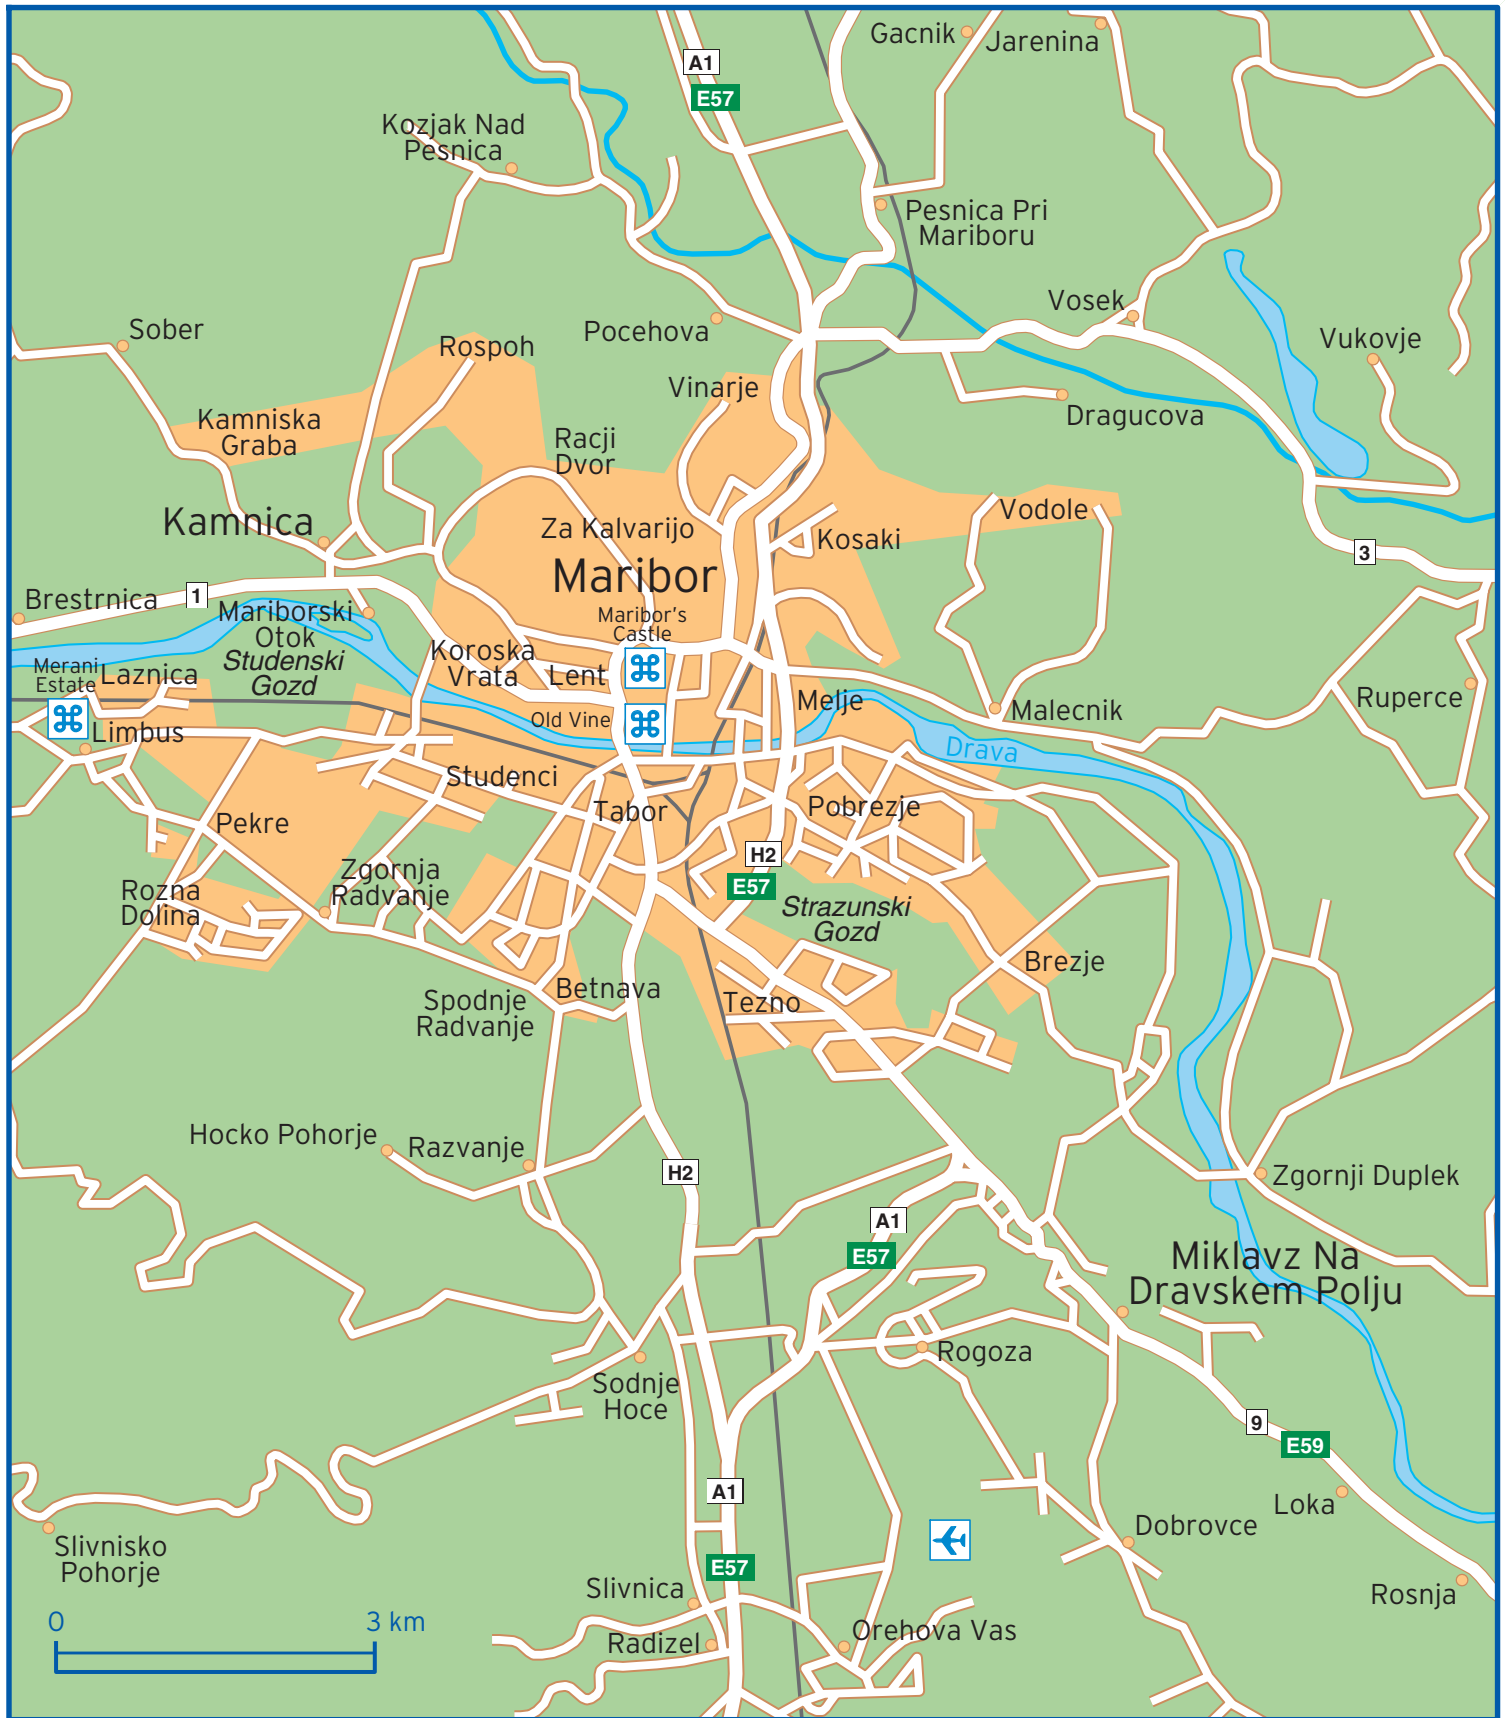 Gacnik
Jarenina
A1
E57
Kozjak Nad
Pesnica
Pesnica Pri
Mariboru
Vosek
Sober
Pocehova
Vukovje
Rospoh
Vinarje
Dragucova
Kamniska
Graba
Racji
Dvor
Vodole
Kamnica
Za Kalvarijo
Kosaki
3
Maribor
Brestrnica
1
Mariborski
Otok
Maribor's
Castle
Studenski
Gozd
Koroska
Vrata
Lent
Merani
Estate
Laznica
Ruperce
Melje
Malecnik
Old Vine
Limbus
Drava
Studenci
Tabor
Pobrezje
Pekre
H2
E57
Zgornja
Radvanje
Rozna
Dolina
Strazunski
Gozd
Brezje
Betnava
Spodnje
Radvanje
Tezno
Hocko Pohorje
Razvanje
H2
Zgornji Duplek
A1
E57
Miklavz Na
Dravskem Polju
Rogoza
Sodnje
Hoce
9
E59
A1
Loka
Dobrovce
Slivnisko
Pohorje
E57
Slivnica
Rosnja
0
3 km
Radizel
Orehova Vas